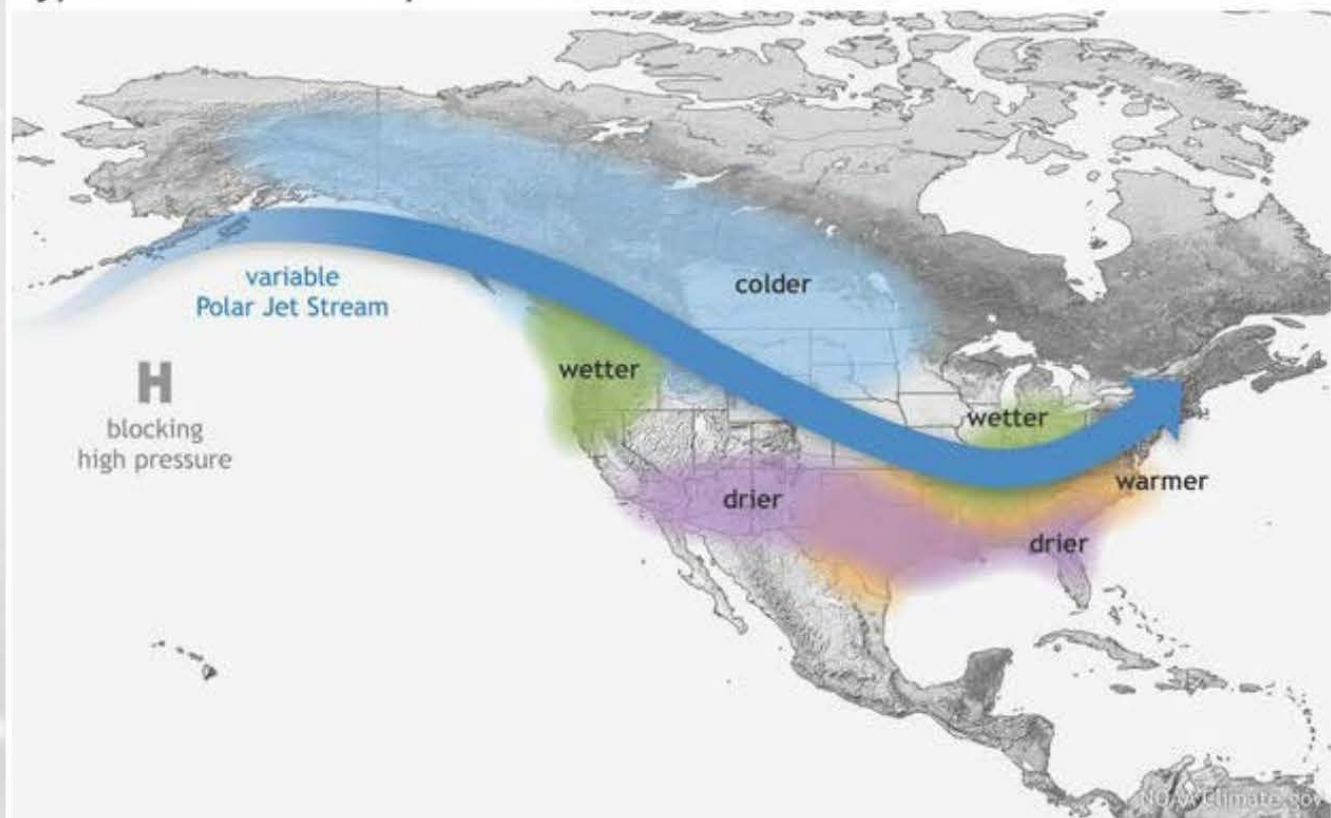 variable
Polar Jet Stream
colder
wetter
H
blocking
high pressure
wetter
warmer
drier
drier
NOAA Climate.gov